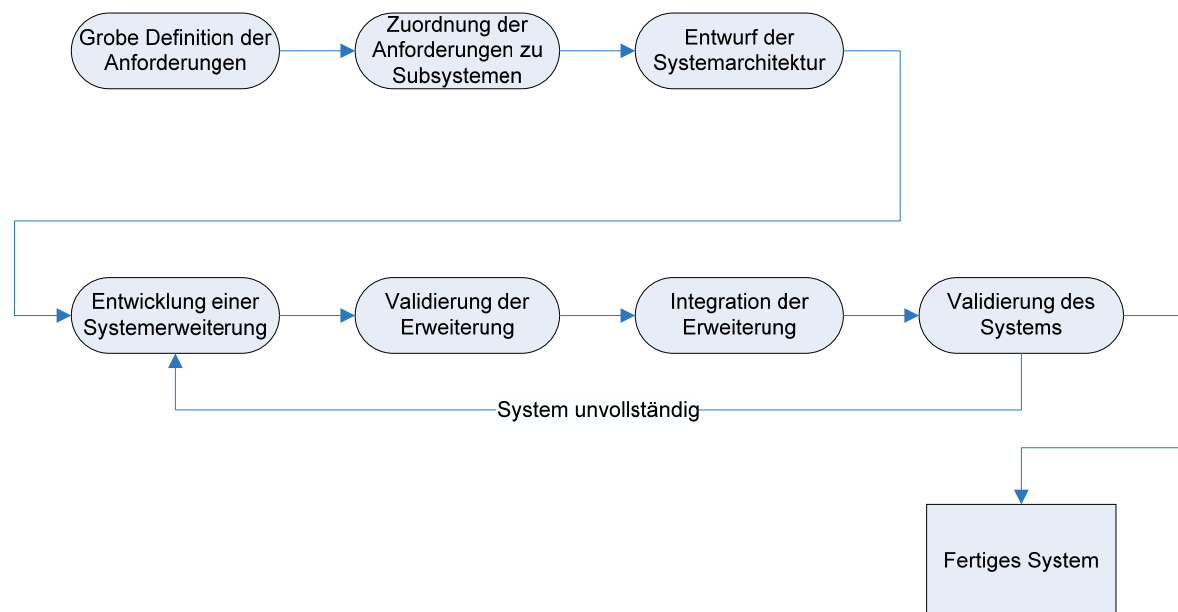 Grobe Definition der
Anforderungen
Zuordnung der
Anforderungen zu
Subsystemen
Entwurf der
Systemarchitektur
Entwicklung einer
Systemerweiterung
Validierung der
Erweiterung
Integration der
Erweiterung
Validierung des
Systems
System unvollständig
Fertiges System